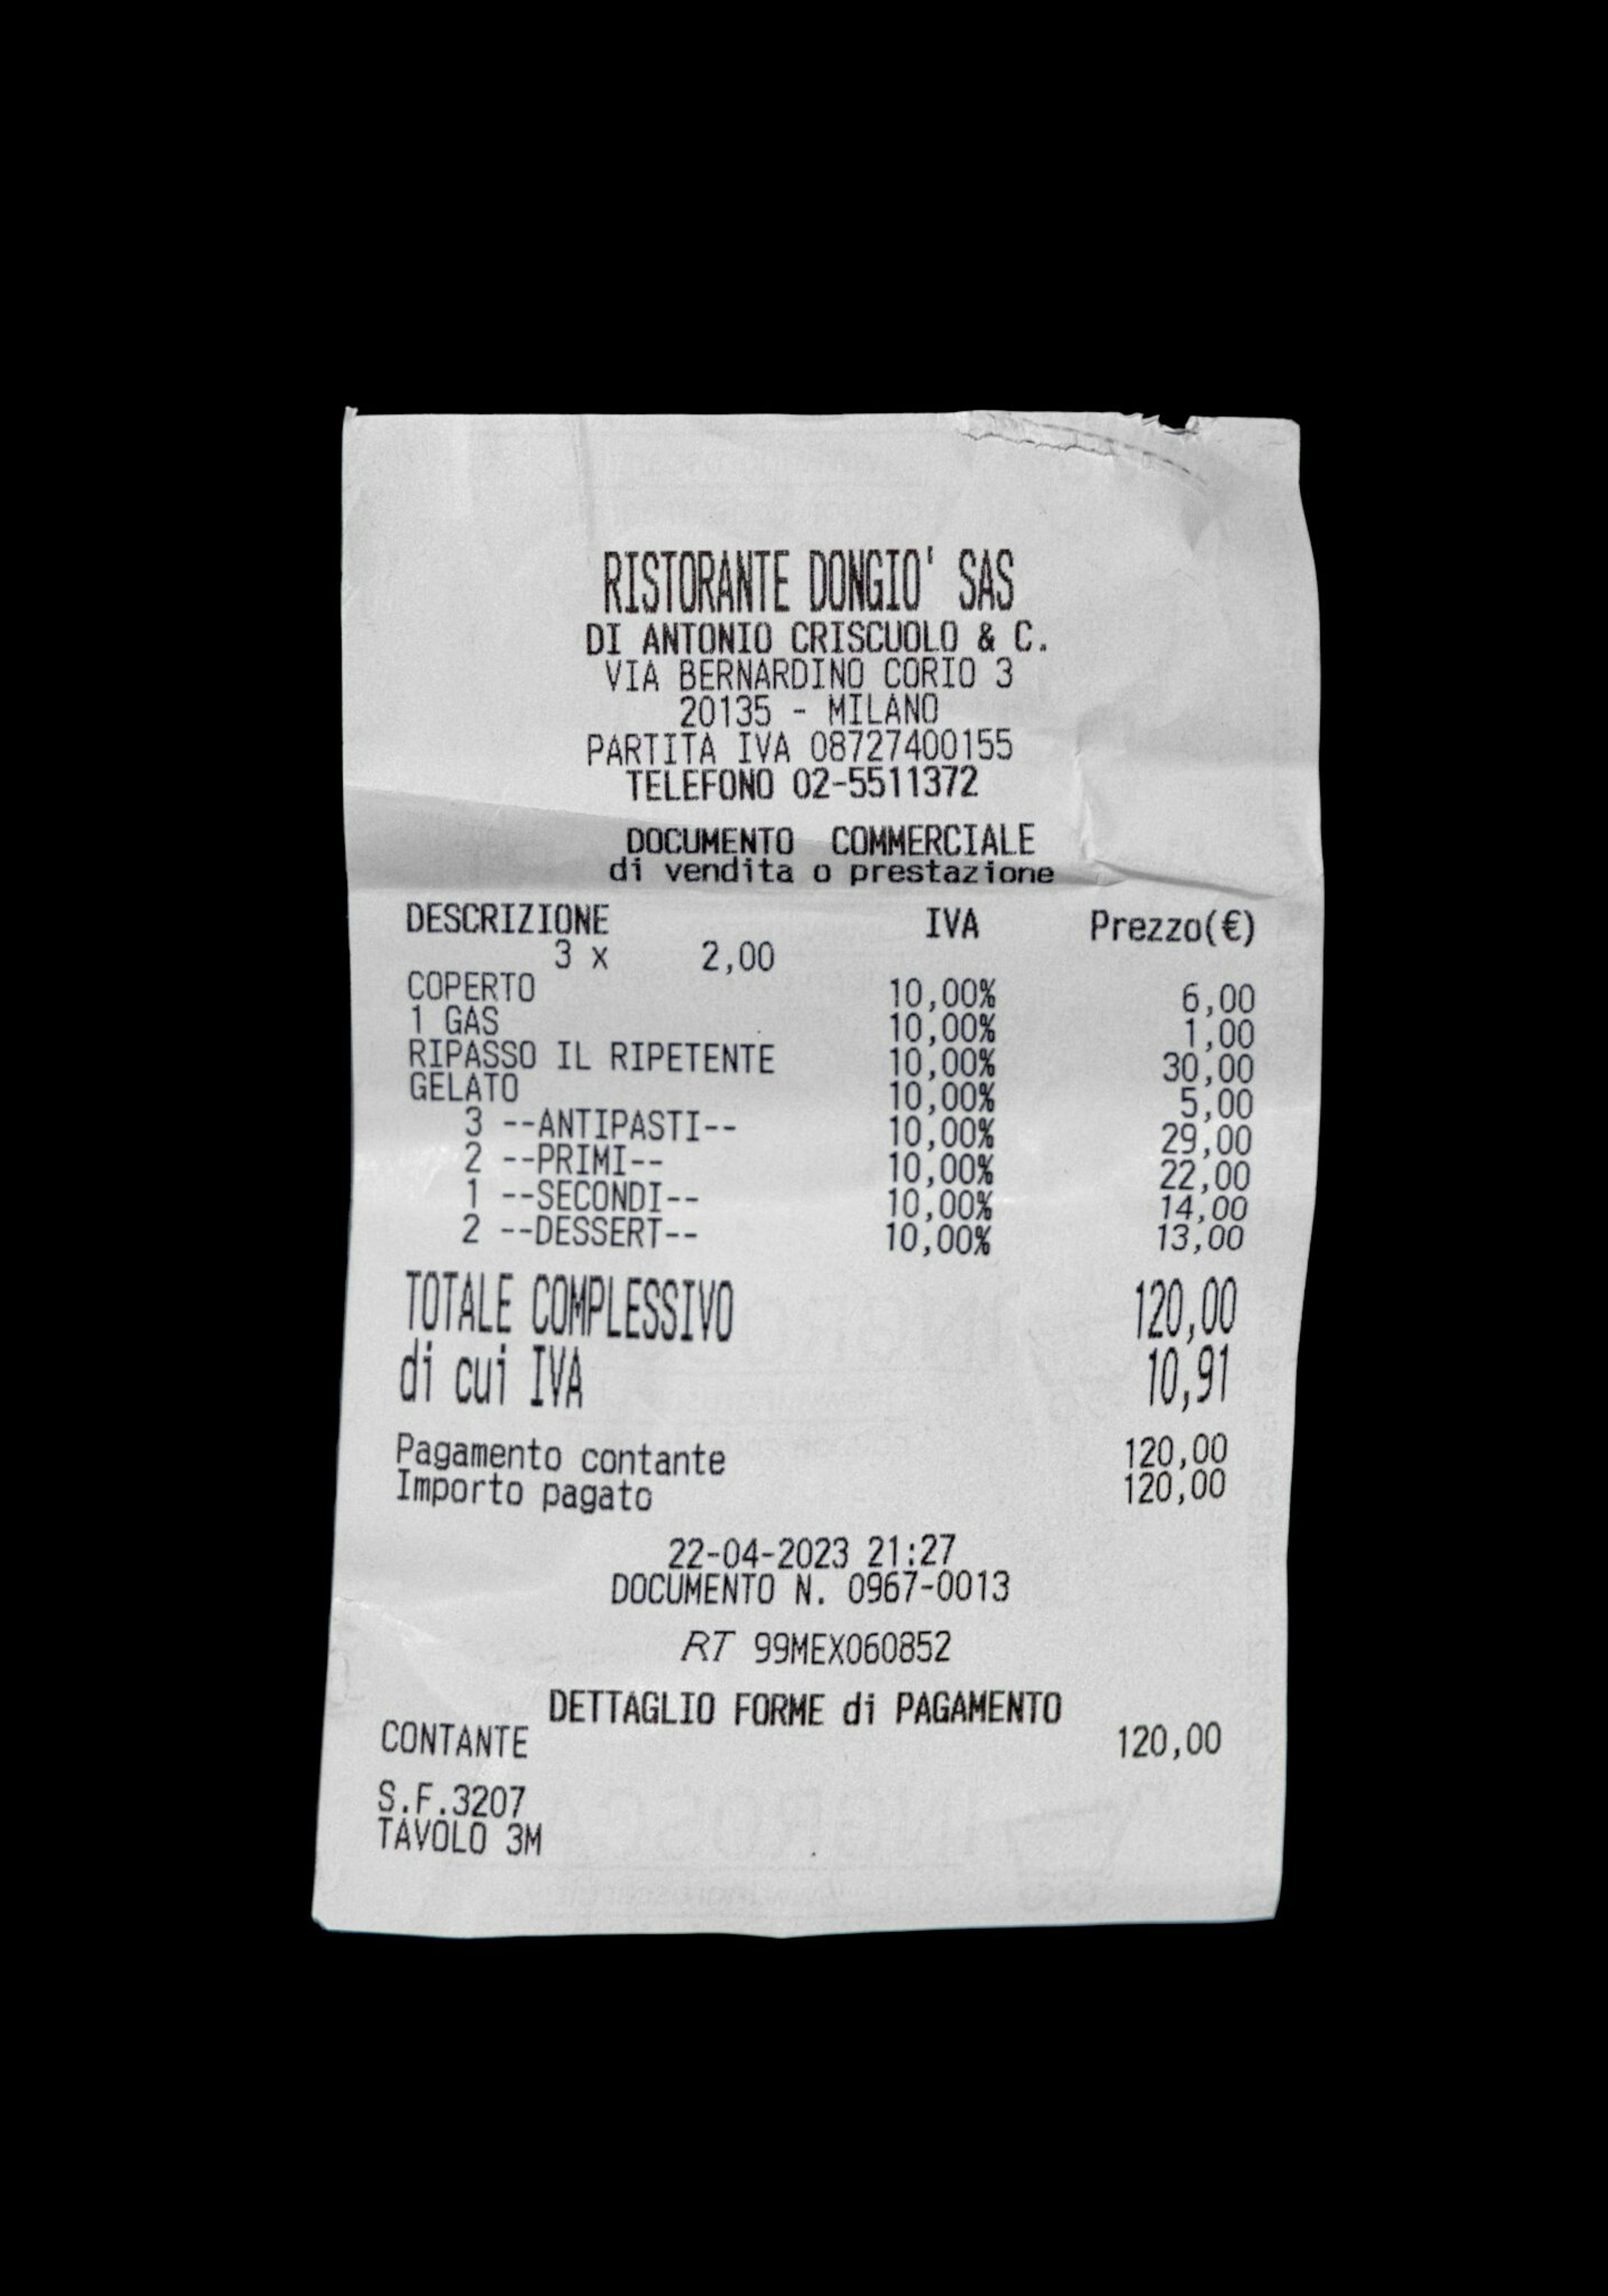 RISTORANTE DONGIO' SAS
DI ANTONIO CRISCUOLO & C.
VIA BERNARDINO CORIO 3
20135 - MILANO
PARTITA IVA 08727400155
TELEFONO 02-5511372
DOCUMENTO COMMERCIALE
di vendita o prestazione
DESCRIZIONE IVA Prezzo(€)
3 x 2,00
COPERTO 10,00% 6,00
1 GAS 10,00% 1,00
RIPASSO IL RIPETENTE 10,00% 30,00
GELATO 10,00% 5,00
3 --ANTIPASTI-- 10,00% 29,00
2 --PRIMI-- 10,00% 22,00
1 --SECONDI-- 10,00% 14,00
2 --DESSERT-- 10,00% 13,00
TOTALE COMPLESSIVO 120,00
di cui IVA 10,91
Pagamento contante 120,00
Importo pagato 120,00
22-04-2023 21:27
DOCUMENTO N. 0967-0013
RT 99MEX060852
DETTAGLIO FORME di PAGAMENTO
CONTANTE 120,00
S.F.3207
TAVOLO 3M